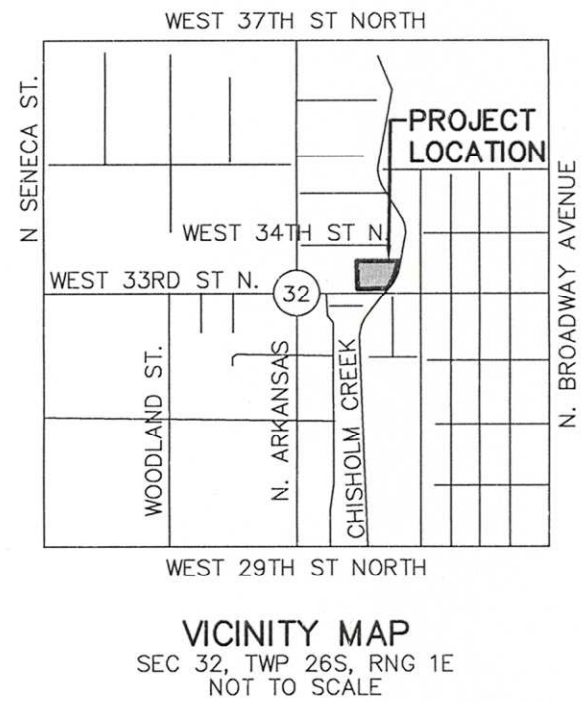 WEST 37TH ST NORTH
N SENECA ST.
PROJECT
LOCATION
WEST 34TH ST N.
N. BROADWAY AVENUE
WEST 33RD ST N.
32
WOODLAND ST.
N. ARKANSAS
CHISHOLM CREEK
WEST 29TH ST NORTH
VICINITY MAP
SEC 32, TWP 26S, RNG 1E
NOT TO SCALE